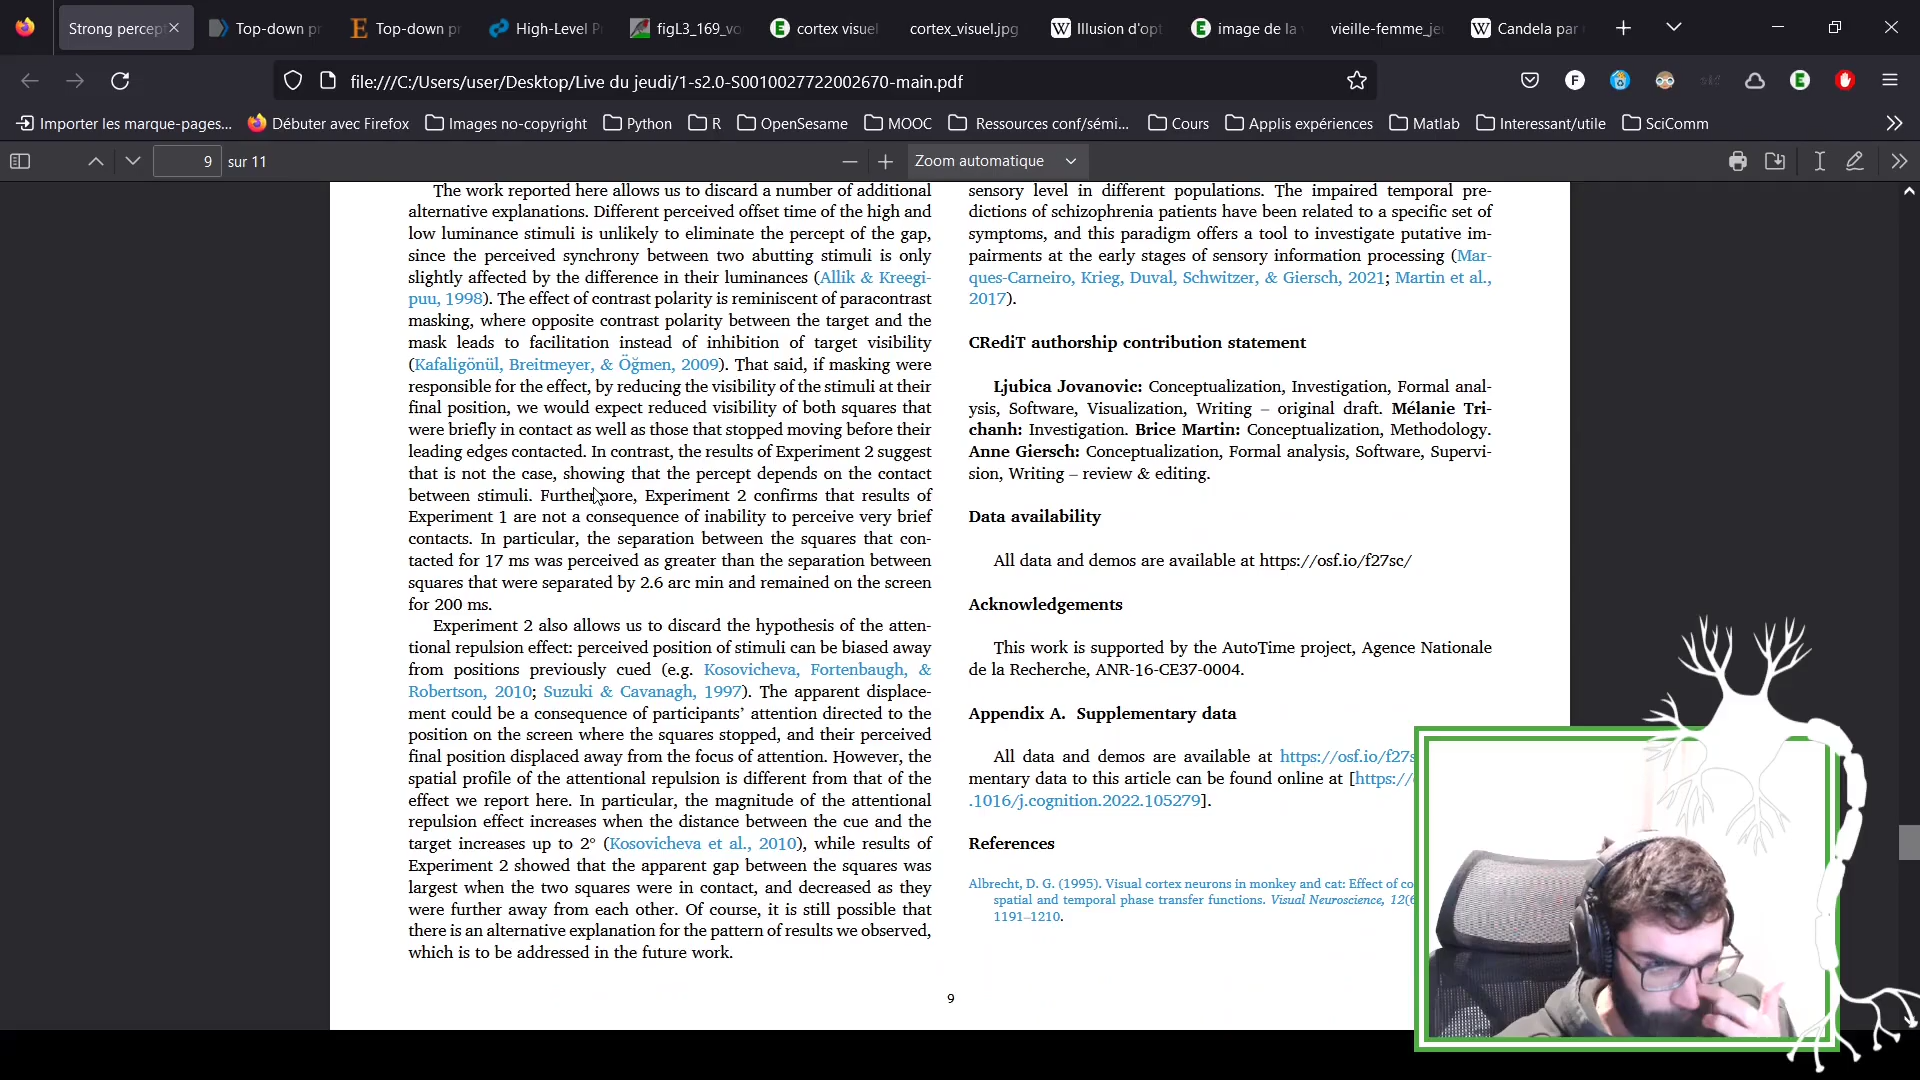 Strong percept
Top-down pr
Top-down pr
High-Level P
figL3_169_vo
cortex visuel
cortex_visuel.jpg
Illusion d'opt
image de la
vieille-femme_je
Candela par
file:///C:/Users/user/Desktop/Live du jeudi/1-s2.0-S0010027722002670-main.pdf
Importer les marque-pages...
Débuter avec Firefox
Images no-copyright
Python
R
OpenSesame
MOOC
Ressources conf/sémi...
Cours
Applis expériences
Matlab
Interessant/utile
SciComm
9 sur 11
Zoom automatique
The work reported here allows us to discard a number of additional
alternative explanations. Different perceived offset time of the high and
low luminance stimuli is unlikely to eliminate the percept of the gap,
since the perceived synchrony between two abutting stimuli is only
slightly affected by the difference in their luminances (Allik & Kreegi-
puu, 1998). The effect of contrast polarity is reminiscent of paracontrast
masking, where opposite contrast polarity between the target and the
mask leads to facilitation instead of inhibition of target visibility
(Kafaligönül, Breitmeyer, & Öğmen, 2009). That said, if masking were
responsible for the effect, by reducing the visibility of the stimuli at their
final position, we would expect reduced visibility of both squares that
were briefly in contact as well as those that stopped moving before their
leading edges contacted. In contrast, the results of Experiment 2 suggest
that is not the case, showing that the percept depends on the contact
between stimuli. Furthermore, Experiment 2 confirms that results of
Experiment 1 are not a consequence of inability to perceive very brief
contacts. In particular, the separation between the squares that con-
tacted for 17 ms was perceived as greater than the separation between
squares that were separated by 2.6 arc min and remained on the screen
for 200 ms.
Experiment 2 also allows us to discard the hypothesis of the atten-
tional repulsion effect: perceived position of stimuli can be biased away
from positions previously cued (e.g. Kosovicheva, Fortenbaugh, &
Robertson, 2010; Suzuki & Cavanagh, 1997). The apparent displace-
ment could be a consequence of participants' attention directed to the
position on the screen where the squares stopped, and their perceived
final position displaced away from the focus of attention. However, the
spatial profile of the attentional repulsion is different from that of the
effect we report here. In particular, the magnitude of the attentional
repulsion effect increases when the distance between the cue and the
target increases up to 2° (Kosovicheva et al., 2010), while results of
Experiment 2 showed that the apparent gap between the squares was
largest when the two squares were in contact, and decreased as they
were further away from each other. Of course, it is still possible that
there is an alternative explanation for the pattern of results we observed,
which is to be addressed in the future work.
sensory level in different populations. The impaired temporal pre-
dictions of schizophrenia patients have been related to a specific set of
symptoms, and this paradigm offers a tool to investigate putative im-
pairments at the early stages of sensory information processing (Mar-
ques-Carneiro, Krieg, Duval, Schwitzer, & Giersch, 2021; Martin et al.,
2017).
CRediT authorship contribution statement
Ljubica Jovanovic: Conceptualization, Investigation, Formal anal-
ysis, Software, Visualization, Writing – original draft. Mélanie Tri-
chanh: Investigation. Brice Martin: Conceptualization, Methodology.
Anne Giersch: Conceptualization, Formal analysis, Software, Supervi-
sion, Writing – review & editing.
Data availability
All data and demos are available at https://osf.io/f27sc/
Acknowledgements
This work is supported by the AutoTime project, Agence Nationale
de la Recherche, ANR-16-CE37-0004.
Appendix A. Supplementary data
All data and demos are available at https://osf.io/f27s
mentary data to this article can be found online at [https://
.1016/j.cognition.2022.105279].
References
Albrecht, D. G. (1995). Visual cortex neurons in monkey and cat: Effect of co
spatial and temporal phase transfer functions. Visual Neuroscience, 12(6
1191–1210.
9